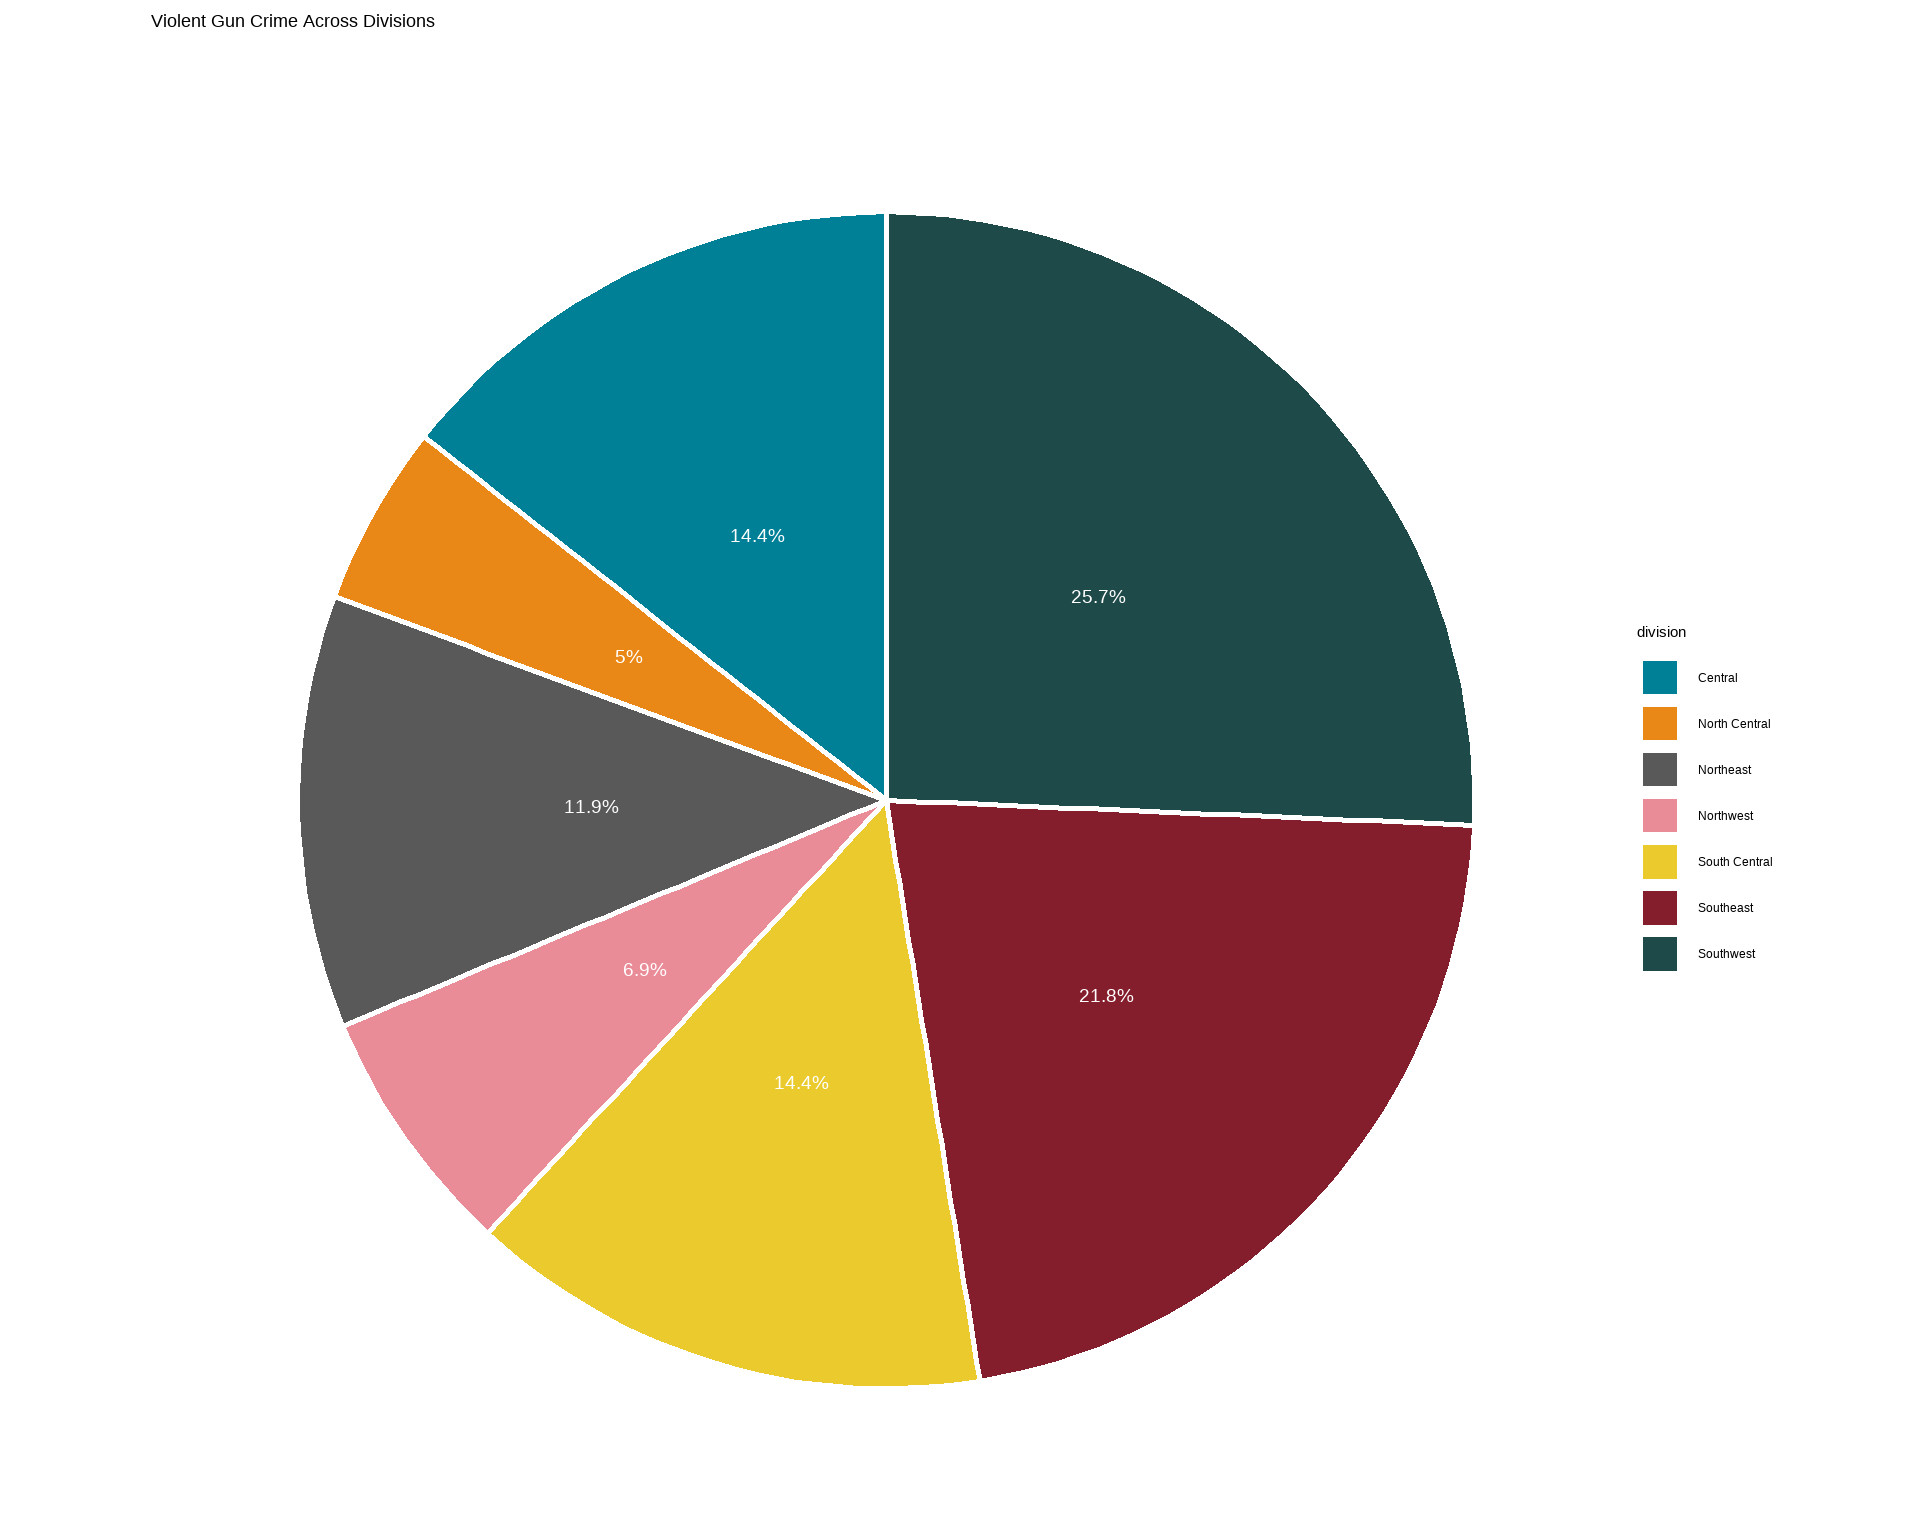 Violent Gun Crime Across Divisions
14.4%
25.7%
5%
11.9%
6.9%
21.8%
14.4%
division
Central
North Central
Northeast
Northwest
South Central
Southeast
Southwest